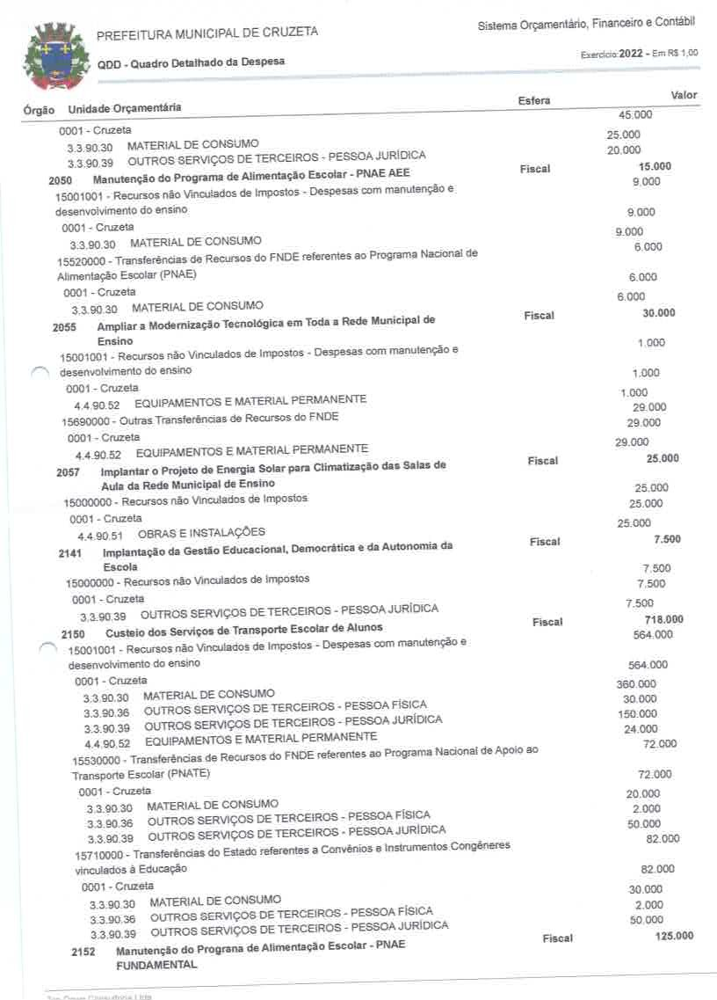 PREFEITURA MUNICIPAL DE CRUZETA
Sistema Orçamentário, Financeiro e Contábil
QDD - Quadro Detalhado da Despesa
Exercício: 2022 - Em R$ 1,00
Órgão Unidade Orçamentária Esfera Valor
0001 - Cruzeta 45.000
3.3.90.30 MATERIAL DE CONSUMO 25.000
3.3.90.39 OUTROS SERVIÇOS DE TERCEIROS - PESSOA JURÍDICA 20.000
2050 Manutenção do Programa de Alimentação Escolar - PNAE AEE Fiscal 15.000
15001001 - Recursos não Vinculados de Impostos - Despesas com manutenção e 9.000
desenvolvimento do ensino
0001 - Cruzeta 9.000
3.3.90.30 MATERIAL DE CONSUMO 9.000
15520000 - Transferências de Recursos do FNDE referentes ao Programa Nacional de 6.000
Alimentação Escolar (PNAE)
0001 - Cruzeta 6.000
3.3.90.30 MATERIAL DE CONSUMO 6.000
2055 Ampliar a Modernização Tecnológica em Toda a Rede Municipal de Fiscal 30.000
Ensino
15001001 - Recursos não Vinculados de Impostos - Despesas com manutenção e 1.000
desenvolvimento do ensino
0001 - Cruzeta 1.000
4.4.90.52 EQUIPAMENTOS E MATERIAL PERMANENTE 1.000
15690000 - Outras Transferências de Recursos do FNDE 29.000
0001 - Cruzeta 29.000
4.4.90.52 EQUIPAMENTOS E MATERIAL PERMANENTE 29.000
2057 Implantar o Projeto de Energia Solar para Climatização das Salas de Fiscal 25.000
Aula da Rede Municipal de Ensino
15000000 - Recursos não Vinculados de Impostos 25.000
0001 - Cruzeta 25.000
4.4.90.51 OBRAS E INSTALAÇÕES 25.000
2141 Implantação da Gestão Educacional, Democrática e da Autonomia da Fiscal 7.500
Escola
15000000 - Recursos não Vinculados de Impostos 7.500
0001 - Cruzeta 7.500
3.3.90.39 OUTROS SERVIÇOS DE TERCEIROS - PESSOA JURÍDICA 7.500
2150 Custeio dos Serviços de Transporte Escolar de Alunos Fiscal 718.000
15001001 - Recursos não Vinculados de Impostos - Despesas com manutenção e 564.000
desenvolvimento do ensino
0001 - Cruzeta 564.000
3.3.90.30 MATERIAL DE CONSUMO 360.000
3.3.90.36 OUTROS SERVIÇOS DE TERCEIROS - PESSOA FÍSICA 30.000
3.3.90.39 OUTROS SERVIÇOS DE TERCEIROS - PESSOA JURÍDICA 150.000
4.4.90.52 EQUIPAMENTOS E MATERIAL PERMANENTE 24.000
15530000 - Transferências de Recursos do FNDE referentes ao Programa Nacional de Apoio ao 72.000
Transporte Escolar (PNATE)
0001 - Cruzeta 72.000
3.3.90.30 MATERIAL DE CONSUMO 20.000
3.3.90.36 OUTROS SERVIÇOS DE TERCEIROS - PESSOA FÍSICA 2.000
3.3.90.39 OUTROS SERVIÇOS DE TERCEIROS - PESSOA JURÍDICA 50.000
15710000 - Transferências do Estado referentes a Convênios e Instrumentos Congêneres 82.000
vinculados à Educação
0001 - Cruzeta 82.000
3.3.90.30 MATERIAL DE CONSUMO 30.000
3.3.90.36 OUTROS SERVIÇOS DE TERCEIROS - PESSOA FÍSICA 2.000
3.3.90.39 OUTROS SERVIÇOS DE TERCEIROS - PESSOA JURÍDICA 50.000
2152 Manutenção do Prograna de Alimentação Escolar - PNAE Fiscal 125.000
FUNDAMENTAL
Consultoria Ltda